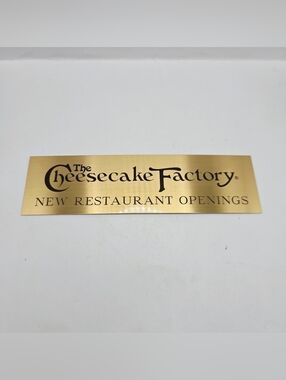 The
Cheesecake Factory®
NEW RESTAURANT OPENINGS